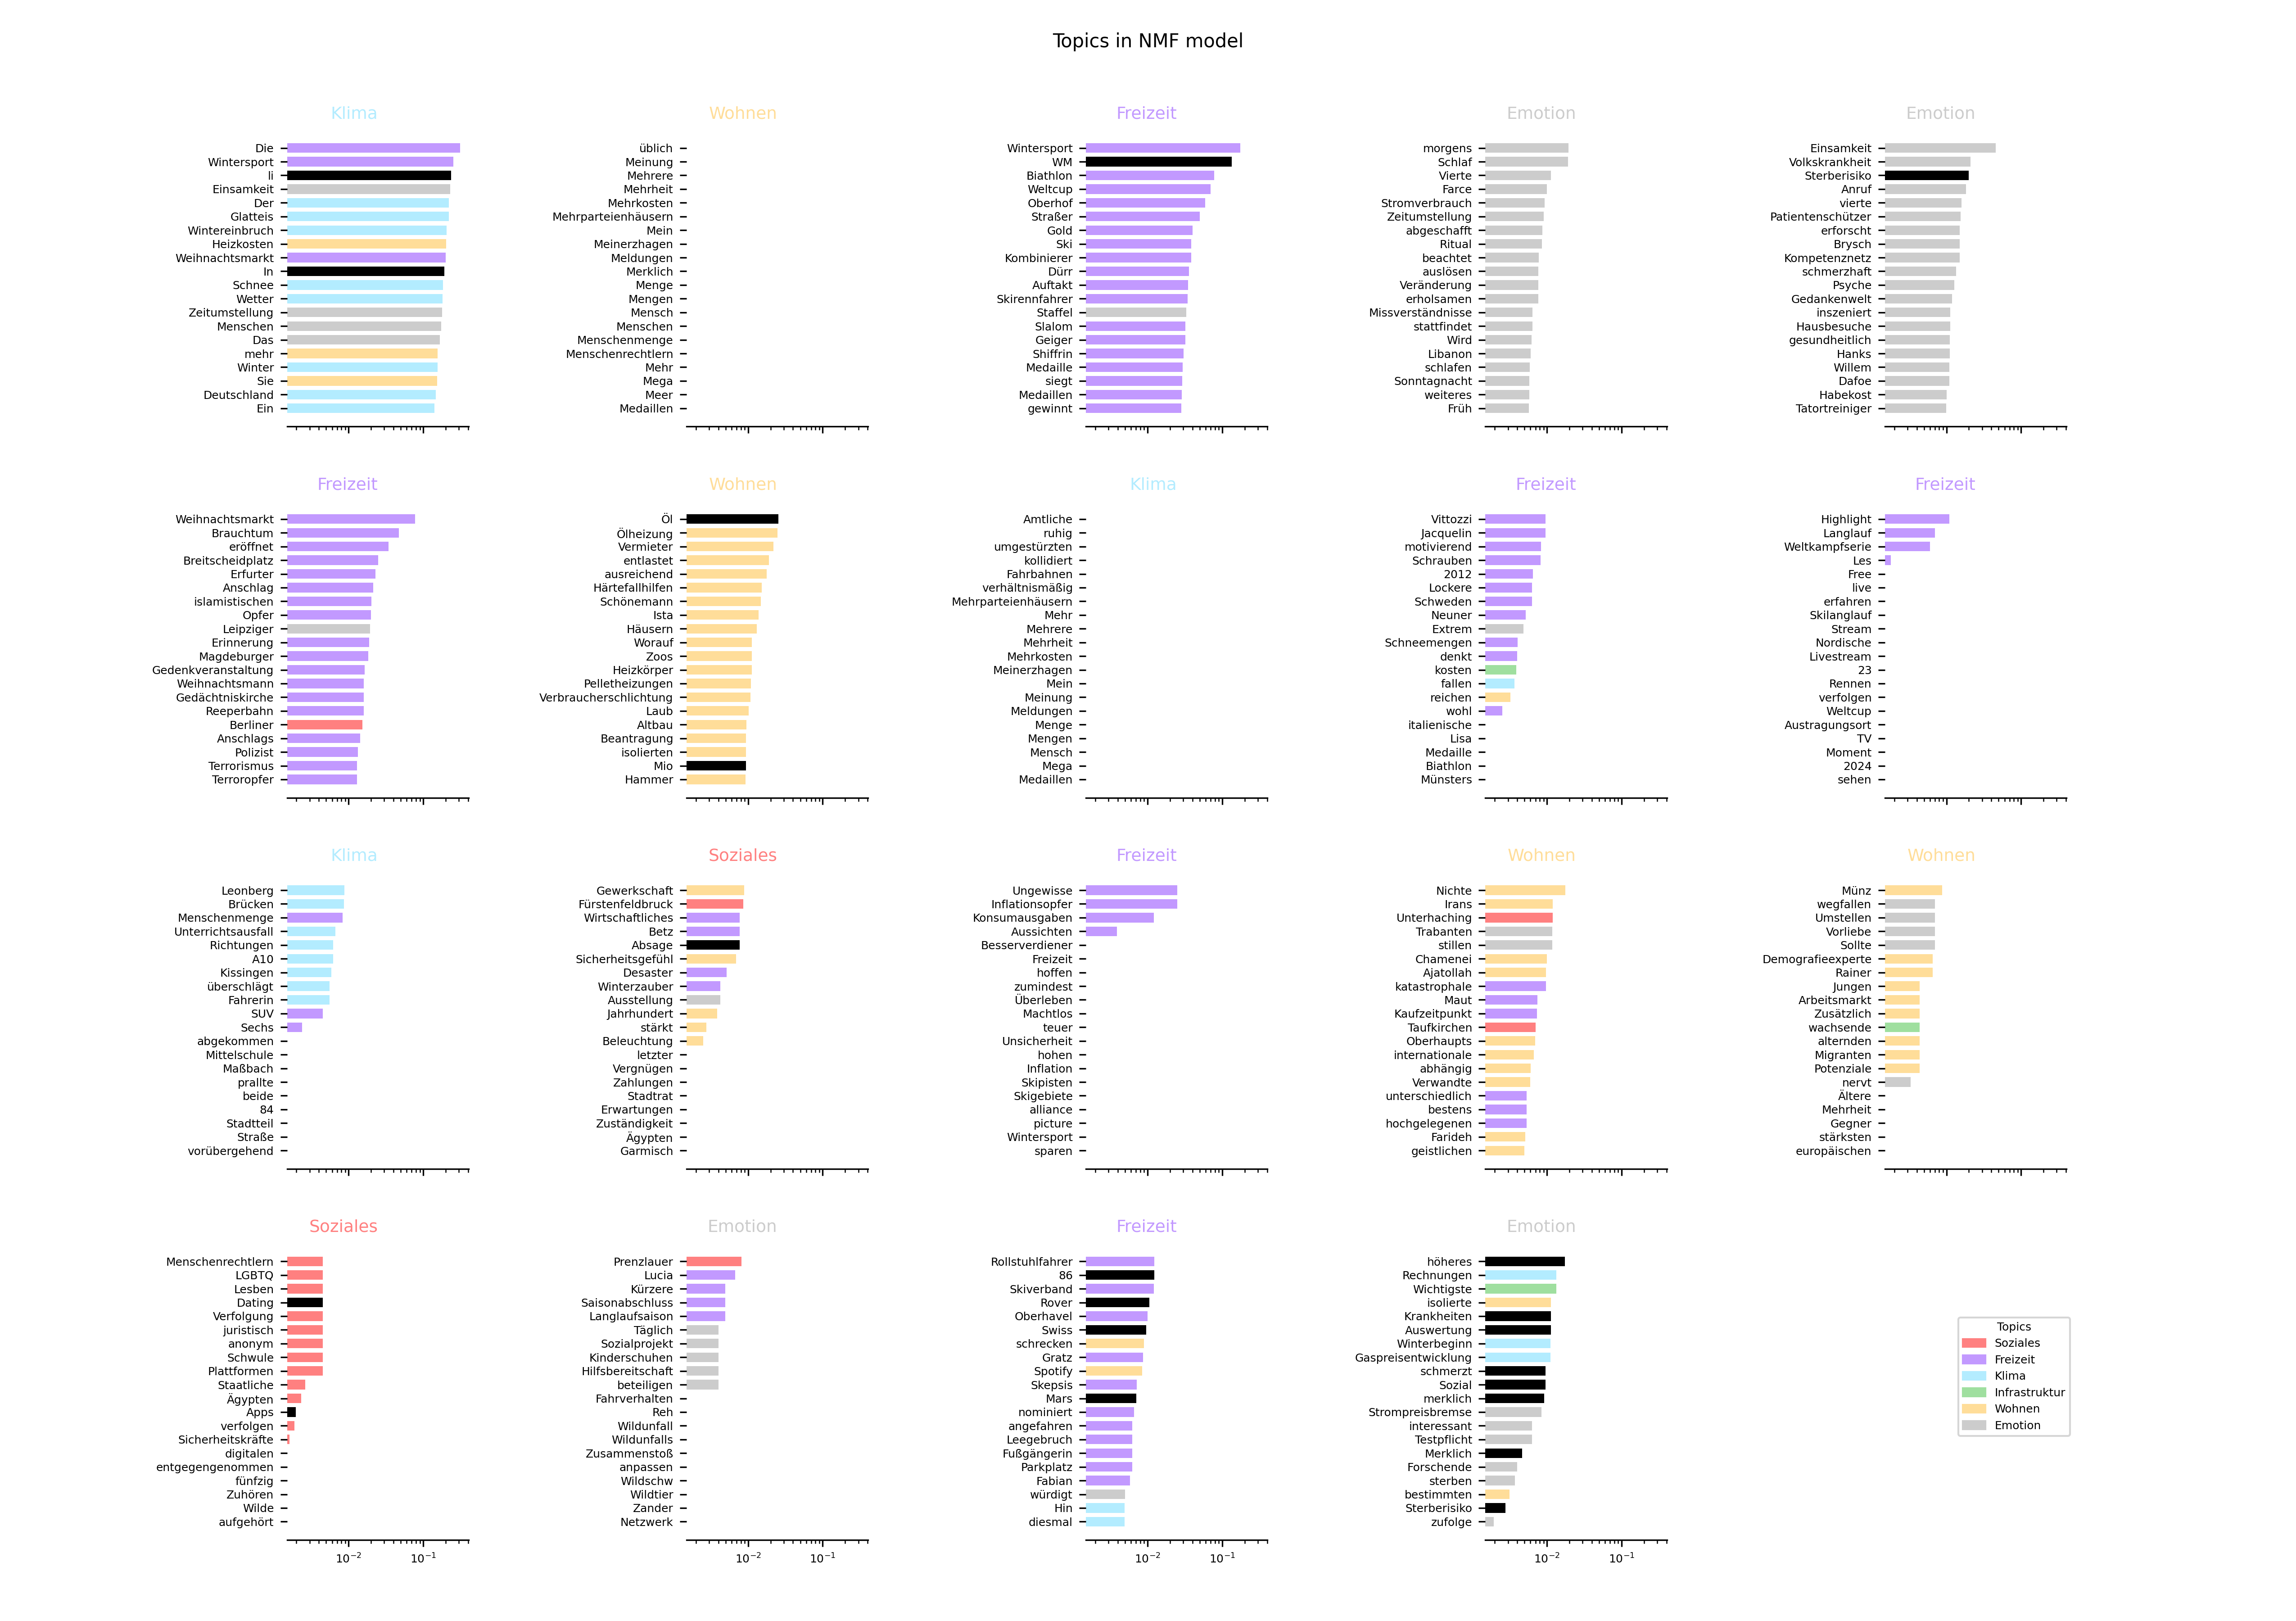 Topics in NMF model
Klima
Die
Wintersport
li
Einsamkeit
Der
Glatteis
Wintereinbruch
Heizkosten
Weihnachtsmarkt
In
Schnee
Wetter
Zeitumstellung
Menschen
Das
mehr
Winter
Sie
Deutschland
Ein
Wohnen
üblich
Meinung
Mehrere
Mehrheit
Mehrkosten
Mehrparteienhäusern
Mein
Meinerzhagen
Meldungen
Merklich
Menge
Mengen
Mensch
Menschen
Menschenmenge
Menschenrechtlern
Mehr
Mega
Meer
Medaillen
Freizeit
Wintersport
WM
Biathlon
Weltcup
Oberhof
Straßer
Gold
Ski
Kombinierer
Dürr
Auftakt
Skirennfahrer
Staffel
Slalom
Geiger
Shiffrin
Medaille
siegt
Medaillen
gewinnt
Emotion
morgens
Schlaf
Vierte
Farce
Stromverbrauch
Zeitumstellung
abgeschafft
Ritual
beachtet
auslösen
Veränderung
erholsamen
Missverständnisse
stattfindet
Wird
Libanon
schlafen
Sonntagnacht
weiteres
Früh
Emotion
Einsamkeit
Volkskrankheit
Sterberisiko
Anruf
vierte
Patientenschützer
erforscht
Brysch
Kompetenznetz
schmerzhaft
Psyche
Gedankenwelt
inszeniert
Hausbesuche
gesundheitlich
Hanks
Willem
Dafoe
Habekost
Tatortreiniger
Freizeit
Weihnachtsmarkt
Brauchtum
eröffnet
Breitscheidplatz
Erfurter
Anschlag
islamistischen
Opfer
Leipziger
Erinnerung
Magdeburger
Gedenkveranstaltung
Weihnachtsmann
Gedächtniskirche
Reeperbahn
Berliner
Anschlags
Polizist
Terrorismus
Terroropfer
Wohnen
Öl
Ölheizung
Vermieter
entlastet
ausreichend
Härtefallhilfen
Schönemann
Ista
Häusern
Worauf
Zoos
Heizkörper
Pelletheizungen
Verbraucherschlichtung
Laub
Altbau
Beantragung
isolierten
Mio
Hammer
Klima
Amtliche
ruhig
umgestürzten
kollidiert
Fahrbahnen
verhältnismäßig
Mehrparteienhäusern
Mehr
Mehrere
Mehrheit
Mehrkosten
Meinerzhagen
Mein
Meinung
Meldungen
Menge
Mengen
Mensch
Mega
Medaillen
Freizeit
Vittozzi
Jacquelin
motivierend
Schrauben
2012
Lockere
Schweden
Neuner
Extrem
Schneemengen
denkt
kosten
fallen
reichen
wohl
italienische
Lisa
Medaille
Biathlon
Münsters
Freizeit
Highlight
Langlauf
Weltkampfserie
Les
Free
live
erfahren
Skilanglauf
Stream
Nordische
Livestream
23
Rennen
verfolgen
Weltcup
Austragungsort
TV
Moment
2024
sehen
Klima
Leonberg
Brücken
Menschenmenge
Unterrichtsausfall
Richtungen
A10
Kissingen
überschlägt
Fahrerin
SUV
Sechs
abgekommen
Mittelschule
Maßbach
prallte
beide
84
Stadtteil
Straße
vorübergehend
Soziales
Gewerkschaft
Fürstenfeldbruck
Wirtschaftliches
Betz
Absage
Sicherheitsgefühl
Desaster
Winterzauber
Ausstellung
Jahrhundert
stärkt
Beleuchtung
letzter
Vergnügen
Zahlungen
Stadtrat
Erwartungen
Zuständigkeit
Ägypten
Garmisch
Freizeit
Ungewisse
Inflationsopfer
Konsumausgaben
Aussichten
Besserverdiener
Freizeit
hoffen
zumindest
Überleben
Machtlos
teuer
Unsicherheit
hohen
Inflation
Skipisten
Skigebiete
alliance
picture
Wintersport
sparen
Wohnen
Nichte
Irans
Unterhaching
Trabanten
stillen
Chamenei
Ajatollah
katastrophale
Maut
Kaufzeitpunkt
Taufkirchen
Oberhaupts
internationale
abhängig
Verwandte
unterschiedlich
bestens
hochgelegenen
Farideh
geistlichen
Wohnen
Münz
wegfallen
Umstellen
Vorliebe
Sollte
Demografieexperte
Rainer
Jungen
Arbeitsmarkt
Zusätzlich
wachsende
alternden
Migranten
Potenziale
nervt
Ältere
Mehrheit
Gegner
stärksten
europäischen
Soziales
Menschenrechtlern
LGBTQ
Lesben
Dating
Verfolgung
juristisch
anonym
Schwule
Plattformen
Staatliche
Ägypten
Apps
verfolgen
Sicherheitskräfte
digitalen
entgegengenommen
fünfzig
Zuhören
Wilde
aufgehört
10⁻² 10⁻¹
Emotion
Prenzlauer
Lucia
Kürzere
Saisonabschluss
Langlaufsaison
Täglich
Sozialprojekt
Kinderschuhen
Hilfsbereitschaft
beteiligen
Fahrverhalten
Reh
Wildunfall
Wildunfalls
Zusammenstoß
anpassen
Wildschw
Wildtier
Zander
Netzwerk
10⁻² 10⁻¹
Freizeit
Rollstuhlfahrer
86
Skiverband
Rover
Oberhavel
Swiss
schrecken
Gratz
Spotify
Skepsis
Mars
nominiert
angefahren
Leegebruch
Fußgängerin
Parkplatz
Fabian
würdigt
Hin
diesmal
10⁻² 10⁻¹
Emotion
höheres
Rechnungen
Wichtigste
isolierte
Krankheiten
Auswertung
Winterbeginn
Gaspreisentwicklung
schmerzt
Sozial
merklich
Strompreisbremse
interessant
Testpflicht
Merklich
Forschende
sterben
bestimmten
Sterberisiko
zufolge
10⁻² 10⁻¹
Topics
Soziales
Freizeit
Klima
Infrastruktur
Wohnen
Emotion